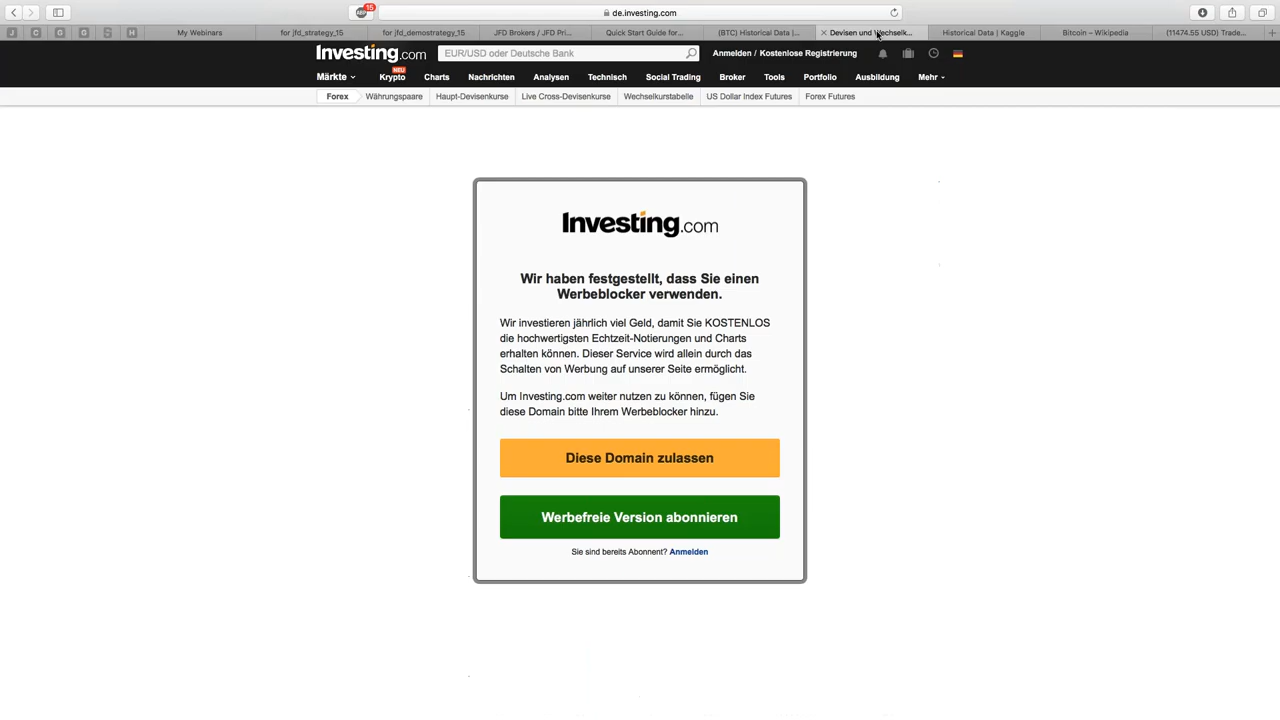 ABP 15
de.investing.com
J C G G S H My Webinars for jfd_strategy_15 for jfd_demostrategy_15 JFD Brokers / JFD Pri... Quick Start Guide for... (BTC) Historical Data |... Devisen und Wechselk... Historical Data | Kaggle Bitcoin – Wikipedia (11474.55 USD) Trade...
Investing.com EUR/USD oder Deutsche Bank Anmelden / Kostenlose Registrierung
NEU
Märkte Krypto Charts Nachrichten Analysen Technisch Social Trading Broker Tools Portfolio Ausbildung Mehr
Forex Währungspaare Haupt-Devisenkurse Live Cross-Devisenkurse Wechselkurstabelle US Dollar Index Futures Forex Futures
Investing.com
Wir haben festgestellt, dass Sie einen
Werbeblocker verwenden.
Wir investieren jährlich viel Geld, damit Sie KOSTENLOS
die hochwertigsten Echtzeit-Notierungen und Charts
erhalten können. Dieser Service wird allein durch das
Schalten von Werbung auf unserer Seite ermöglicht.
Um Investing.com weiter nutzen zu können, fügen Sie
diese Domain bitte Ihrem Werbeblocker hinzu.
Diese Domain zulassen
Werbefreie Version abonnieren
Sie sind bereits Abonnent? Anmelden